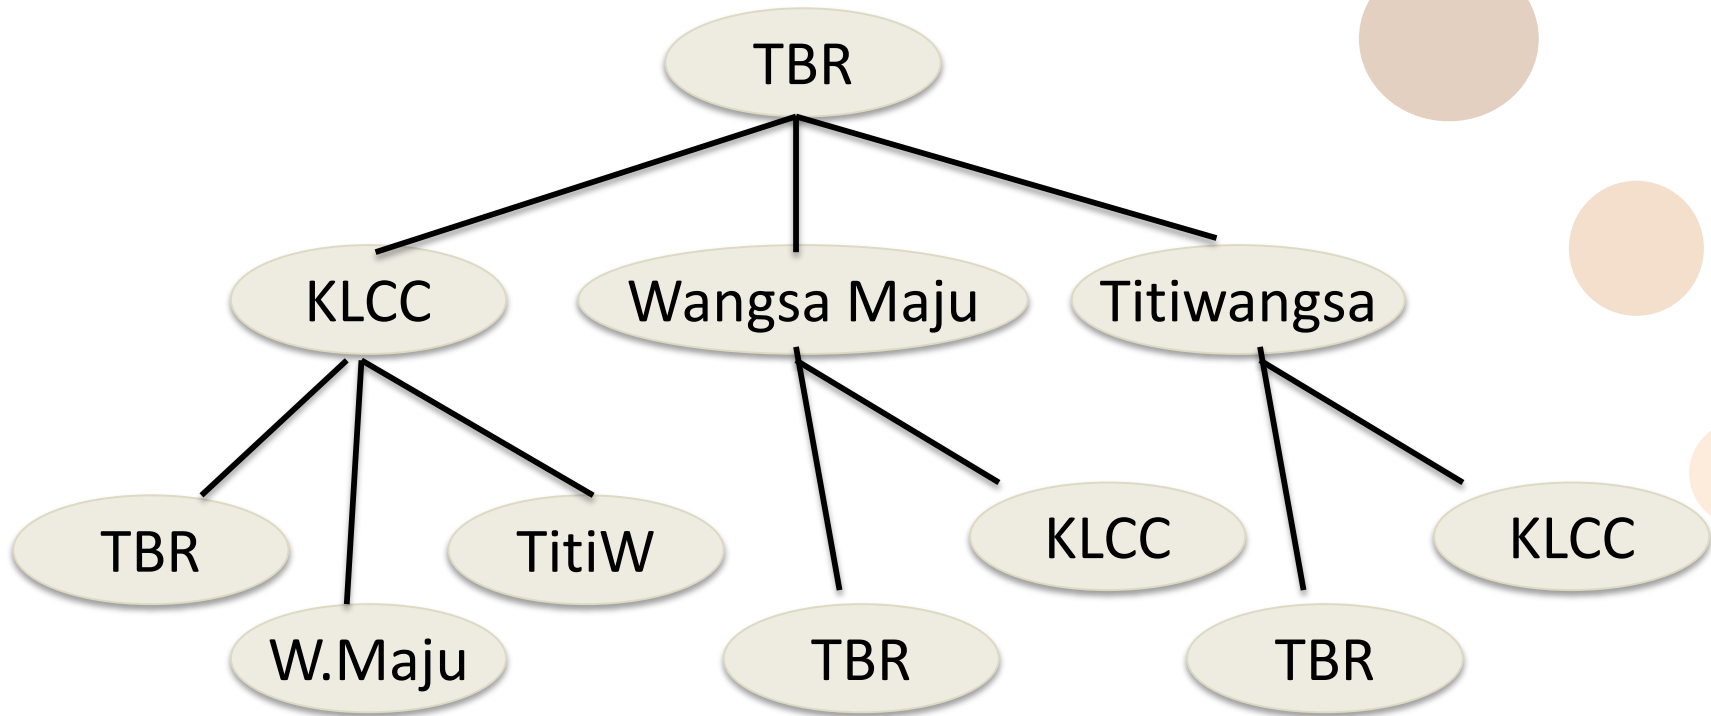 TBR
KLCC
Wangsa Maju
Titiwangsa
TBR
TitiW
KLCC
KLCC
W.Maju
TBR
TBR